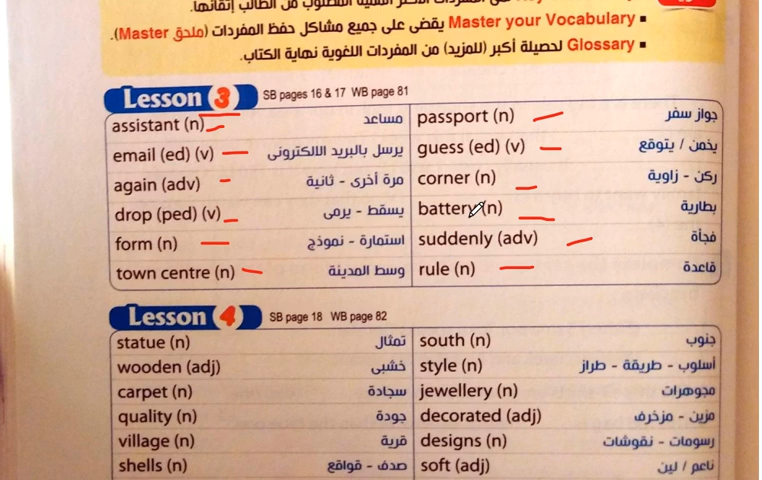 ■ Master your Vocabulary يقضى على جميع مشاكل حفظ المفردات (ملحق Master).
■ Glossary لحصيلة أكبر (للمزيد) من المفردات اللغوية نهاية الكتاب.
Lesson 3 SB pages 16 & 17 WB page 81
assistant (n) مساعد passport (n) جواز سفر
email (ed) (v) يرسل بالبريد الالكترونى guess (ed) (v) يخمن / يتوقع
again (adv) مرة أخرى - ثانية corner (n) ركن - زاوية
drop (ped) (v) يسقط - يرمى battery (n) بطارية
form (n) استمارة - نموذج suddenly (adv) فجأة
town centre (n) وسط المدينة rule (n) قاعدة
Lesson 4 SB page 18 WB page 82
statue (n) تمثال south (n) جنوب
wooden (adj) خشبى style (n) أسلوب - طريقة - طراز
carpet (n) سجادة jewellery (n) مجوهرات
quality (n) جودة decorated (adj) مزين - مزخرف
village (n) قرية designs (n) رسومات - نقوشات
shells (n) صدف - قواقع soft (adj) ناعم / لين